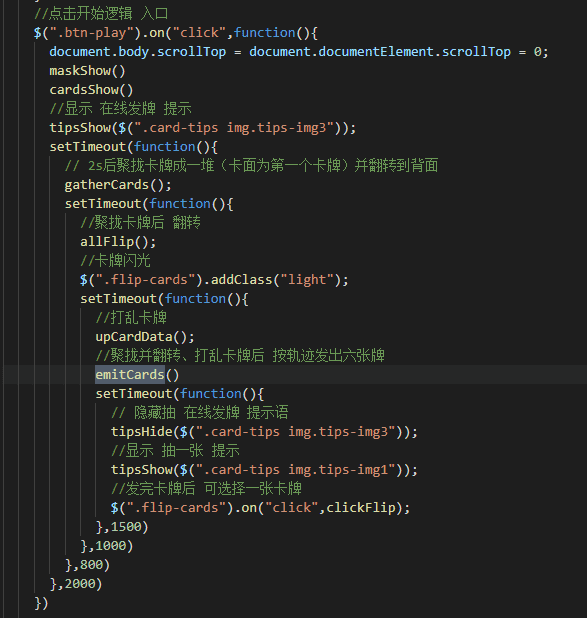 //点击开始逻辑 入口
$(".btn-play").on("click",function(){
document.body.scrollTop = document.documentElement.scrollTop = 0;
maskShow()
cardsShow()
//显示 在线发牌 提示
tipsShow($(".card-tips img.tips-img3"));
setTimeout(function(){
// 2s后聚拢卡牌成一堆（卡面为第一个卡牌）并翻转到背面
gatherCards();
setTimeout(function(){
//聚拢卡牌后 翻转
allFlip();
//卡牌闪光
$(".flip-cards").addClass("light");
setTimeout(function(){
//打乱卡牌
upCardData();
//聚拢并翻转、打乱卡牌后 按轨迹发出六张牌
emitCards()
setTimeout(function(){
// 隐藏抽 在线发牌 提示语
tipsHide($(".card-tips img.tips-img3"));
//显示 抽一张 提示
tipsShow($(".card-tips img.tips-img1"));
//发完卡牌后 可选择一张卡牌
$(".flip-cards").on("click",clickFlip);
},1500)
},1000)
},800)
},2000)
})